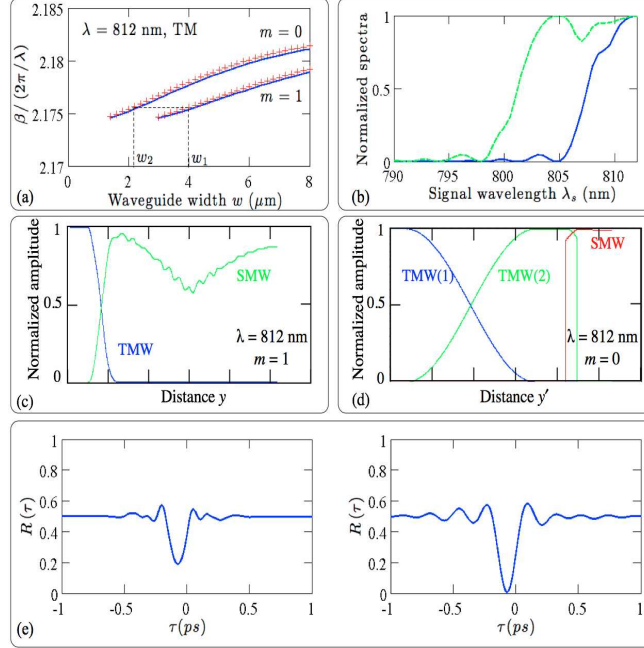 λ = 812 nm, TM
m = 0
m = 1
β / (2π / λ)
2.185
2.18
2.175
2.17
w₂
w₁
0 2 4 6 8
Waveguide width w (μm)
(a)
Normalized spectra
1
0.5
0
790 795 800 805 810
Signal wavelength λₛ (nm)
(b)
Normalized amplitude
1
0.5
0
SMW
TMW
λ = 812 nm
m = 1
Distance y
(c)
Normalized amplitude
1
0.5
0
SMW
TMW(1)
TMW(2)
λ = 812 nm
m = 0
Distance y′
(d)
R (τ)
1
0.8
0.6
0.4
0.2
0
-1 -0.5 0 0.5 1
τ(ps)
R (τ)
1
0.8
0.6
0.4
0.2
0
-1 -0.5 0 0.5 1
τ(ps)
(e)